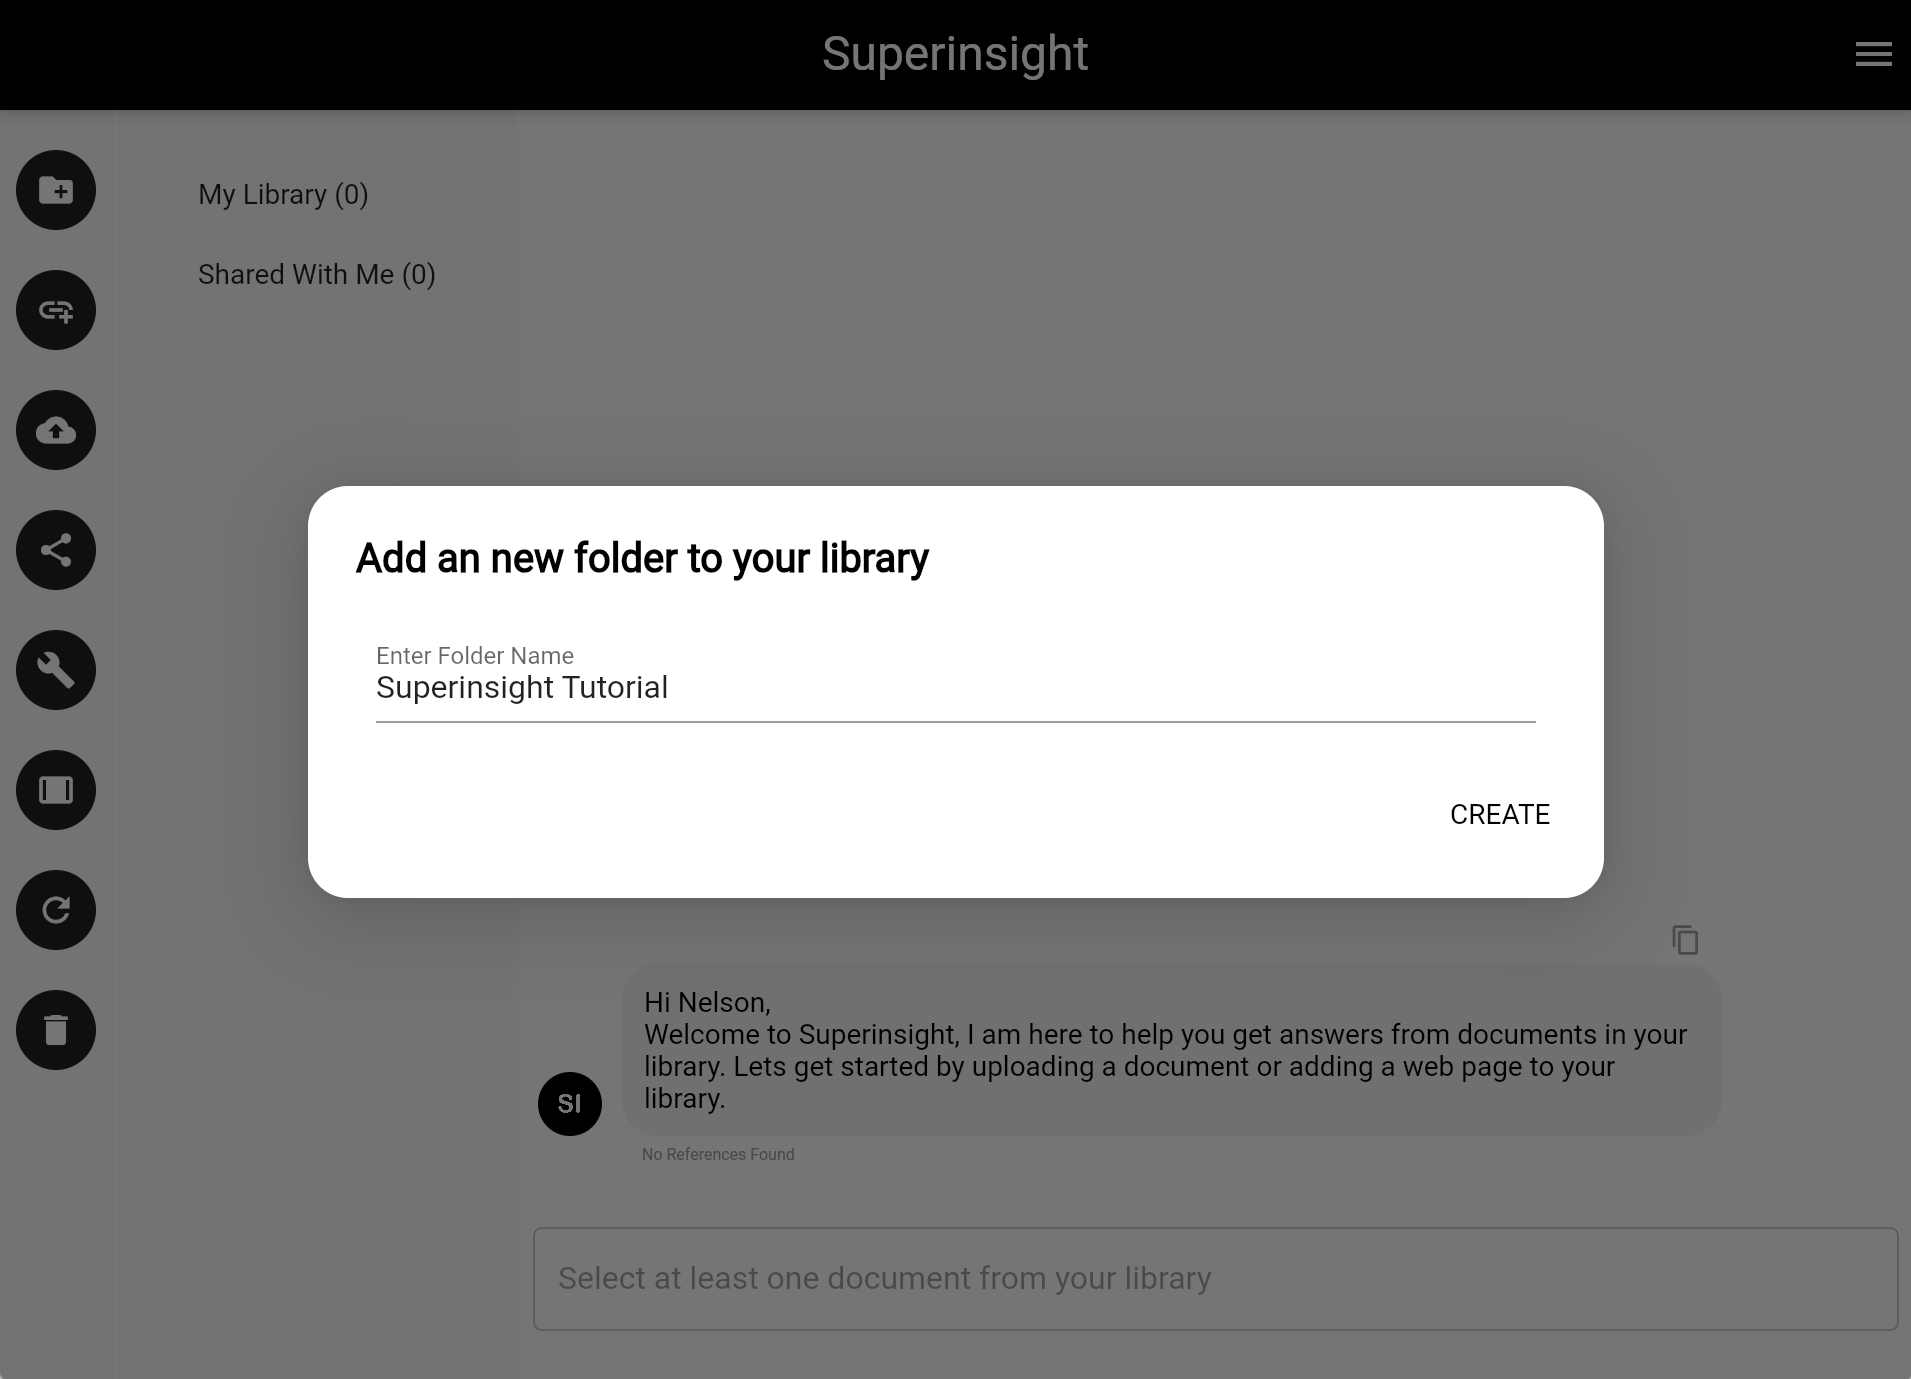 Superinsight
My Library (0)
Shared With Me (0)
Add an new folder to your library
Enter Folder Name
Superinsight Tutorial
CREATE
Hi Nelson,
Welcome to Superinsight, I am here to help you get answers from documents in your
library. Lets get started by uploading a document or adding a web page to your
library.
SI
No References Found
Select at least one document from your library